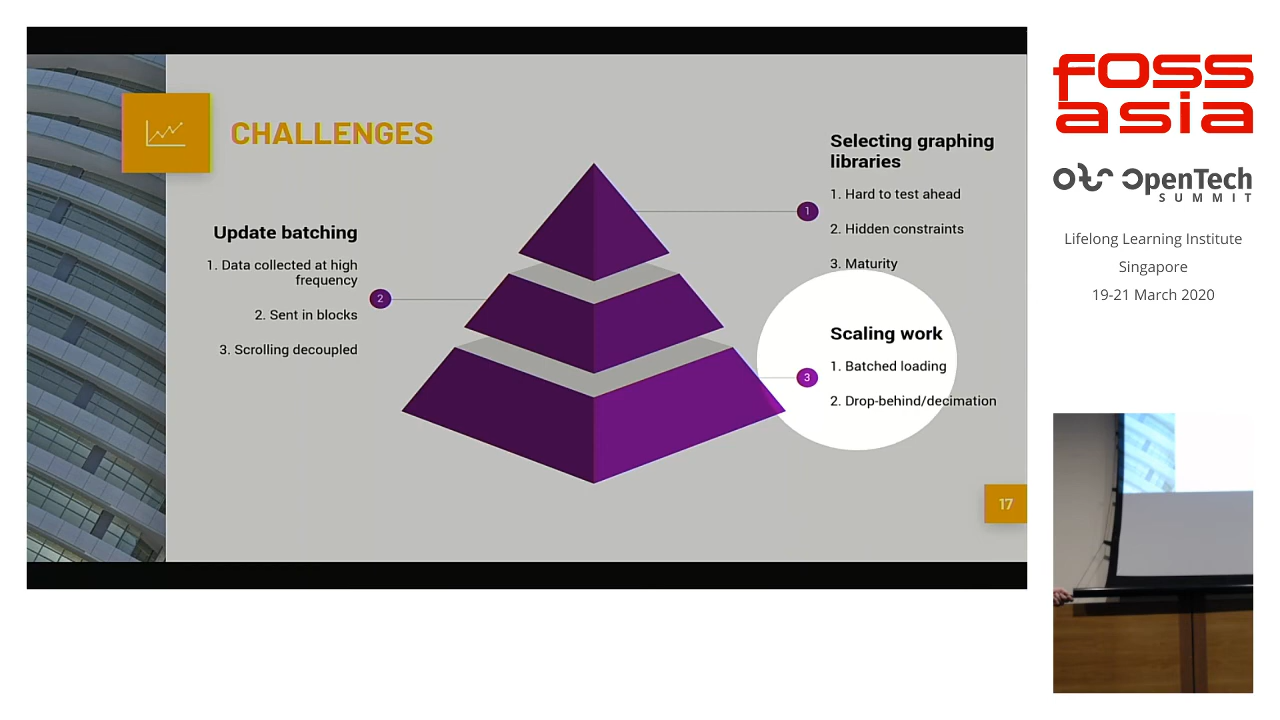 CHALLENGES
Selecting graphing
libraries
1. Hard to test ahead
2. Hidden constraints
3. Maturity
1
Update batching
1. Data collected at high
frequency
2. Sent in blocks
3. Scrolling decoupled
2
Scaling work
1. Batched loading
2. Drop-behind/decimation
3
17
fOSS
asia
OpenTech
SUMMIT
Lifelong Learning Institute
Singapore
19-21 March 2020